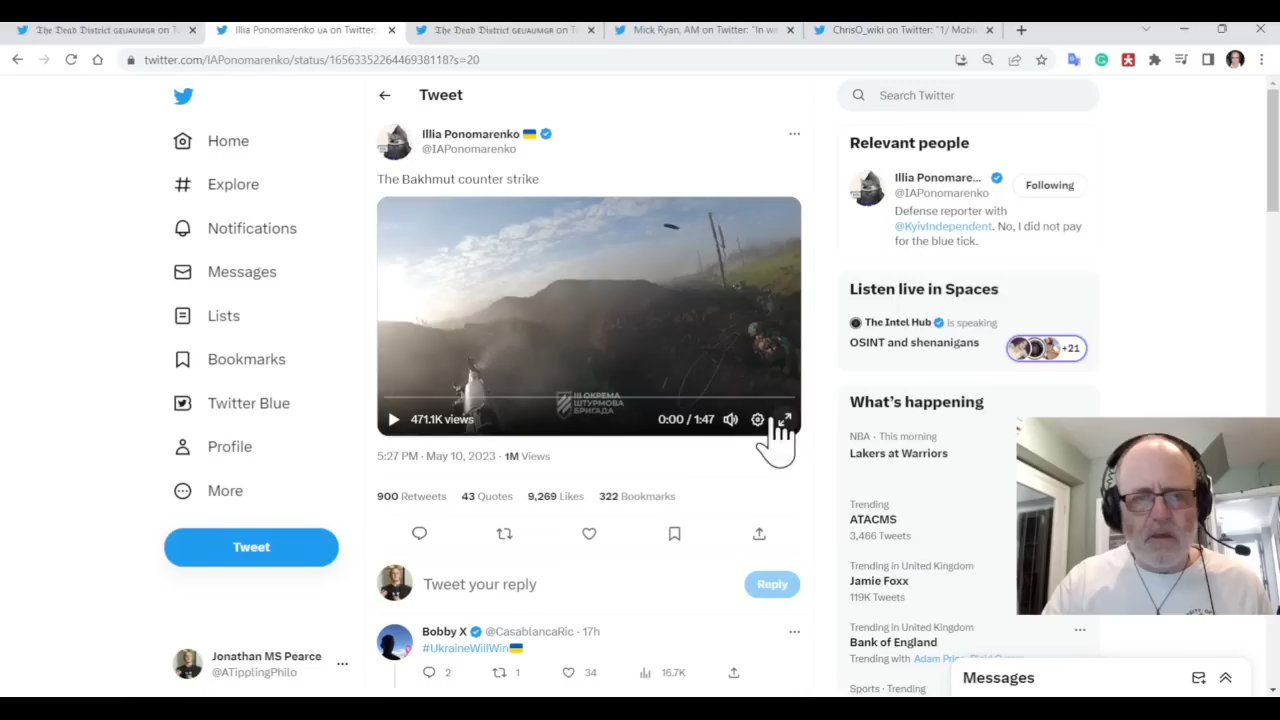 The Dead District GEUAUMGR on T
Illia Ponomarenko UA on Twitter:
The Dead District GEUAUMGR on T
Mick Ryan, AM on Twitter: "In wa
ChrisO_wiki on Twitter: "1/ Mobi
twitter.com/IAPonomarenko/status/1656335226446938118?s=20
Home
Explore
Notifications
Messages
Lists
Bookmarks
Twitter Blue
Profile
More
Tweet
Jonathan MS Pearce
@ATipplingPhilo
Tweet
Illia Ponomarenko
@IAPonomarenko
The Bakhmut counter strike
III ОКРЕМА
ШТУРМОВА
БРИГАДА
471.1K views
0:00 / 1:47
5:27 PM · May 10, 2023 · 1M Views
900 Retweets 43 Quotes 9,269 Likes 322 Bookmarks
Tweet your reply
Reply
Bobby X @CasablancaRic · 17h
#UkraineWillWin
2 1 34 16.7K
Search Twitter
Relevant people
Illia Ponomare...
@IAPonomarenko
Following
Defense reporter with
@KyivIndependent. No, I did not pay
for the blue tick.
Listen live in Spaces
The Intel Hub is speaking
OSINT and shenanigans
+21
What's happening
NBA · This morning
Lakers at Warriors
Trending
ATACMS
3,466 Tweets
Trending in United Kingdom
Jamie Foxx
119K Tweets
Trending in United Kingdom
Bank of England
Trending with Adam
Sports · Trending
Messages